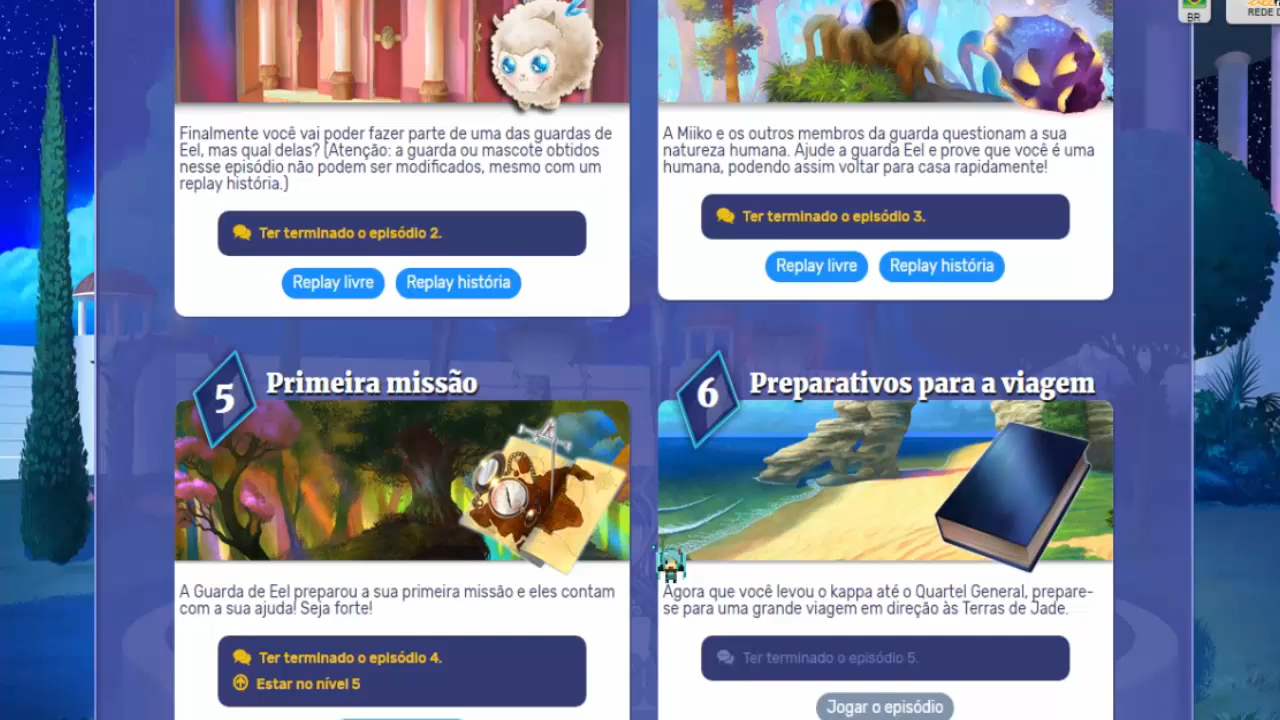 BR
REDE
Finalmente você vai poder fazer parte de uma das guardas de
Eel, mas qual delas? (Atenção: a guarda ou mascote obtidos
nesse episódio não podem ser modificados, mesmo com um
replay história.)
Ter terminado o episódio 2.
Replay livre
Replay história
A Miiko e os outros membros da guarda questionam a sua
natureza humana. Ajude a guarda Eel e prove que você é uma
humana, podendo assim voltar para casa rapidamente!
Ter terminado o episódio 3.
Replay livre
Replay história
5
Primeira missão
A Guarda de Eel preparou a sua primeira missão e eles contam
com a sua ajuda! Seja forte!
Ter terminado o episódio 4.
Estar no nível 5
6
Preparativos para a viagem
Agora que você levou o kappa até o Quartel General, prepare-
se para uma grande viagem em direção às Terras de Jade.
Ter terminado o episódio 5.
Jogar o episódio